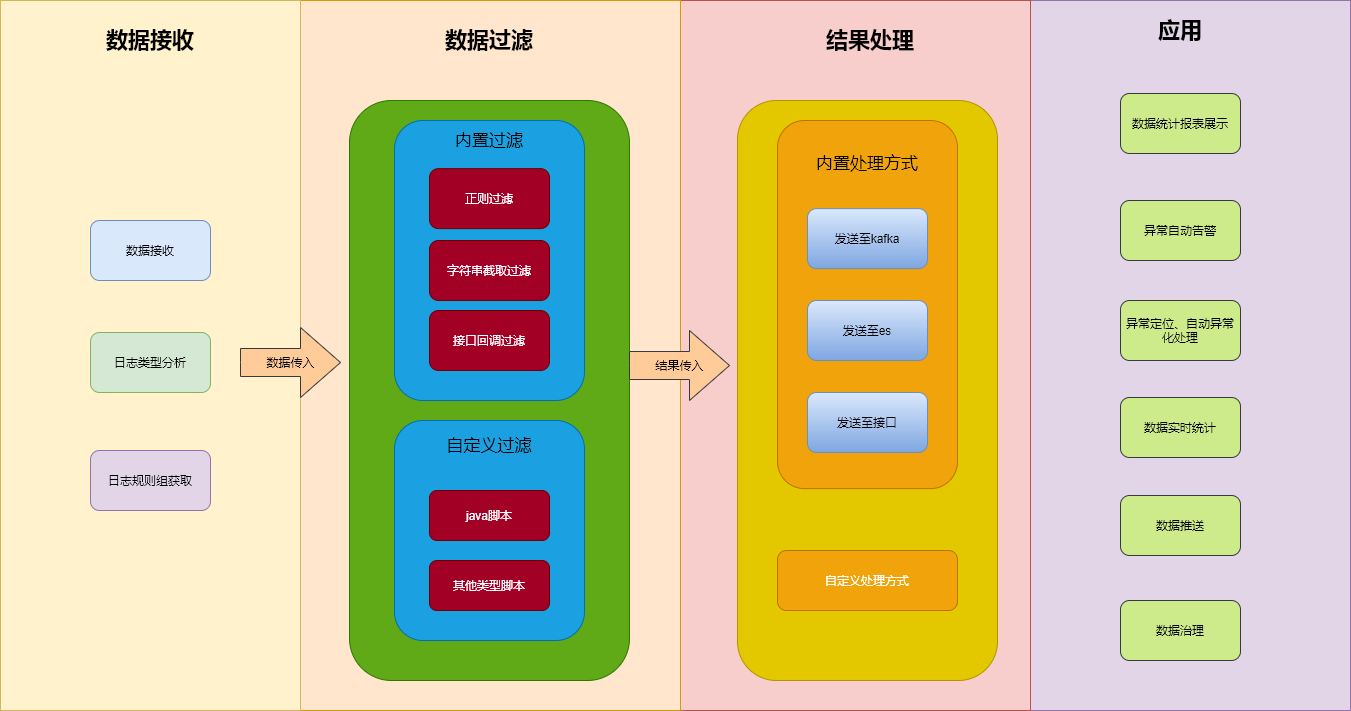 数据接收
数据接收
日志类型分析
日志规则组获取
数据传入
数据过滤
内置过滤
正则过滤
字符串截取过滤
接口回调过滤
自定义过滤
java脚本
其他类型脚本
结果传入
结果处理
内置处理方式
发送至kafka
发送至es
发送至接口
自定义处理方式
应用
数据统计报表展示
异常自动告警
异常定位、自动异常
化处理
数据实时统计
数据推送
数据治理